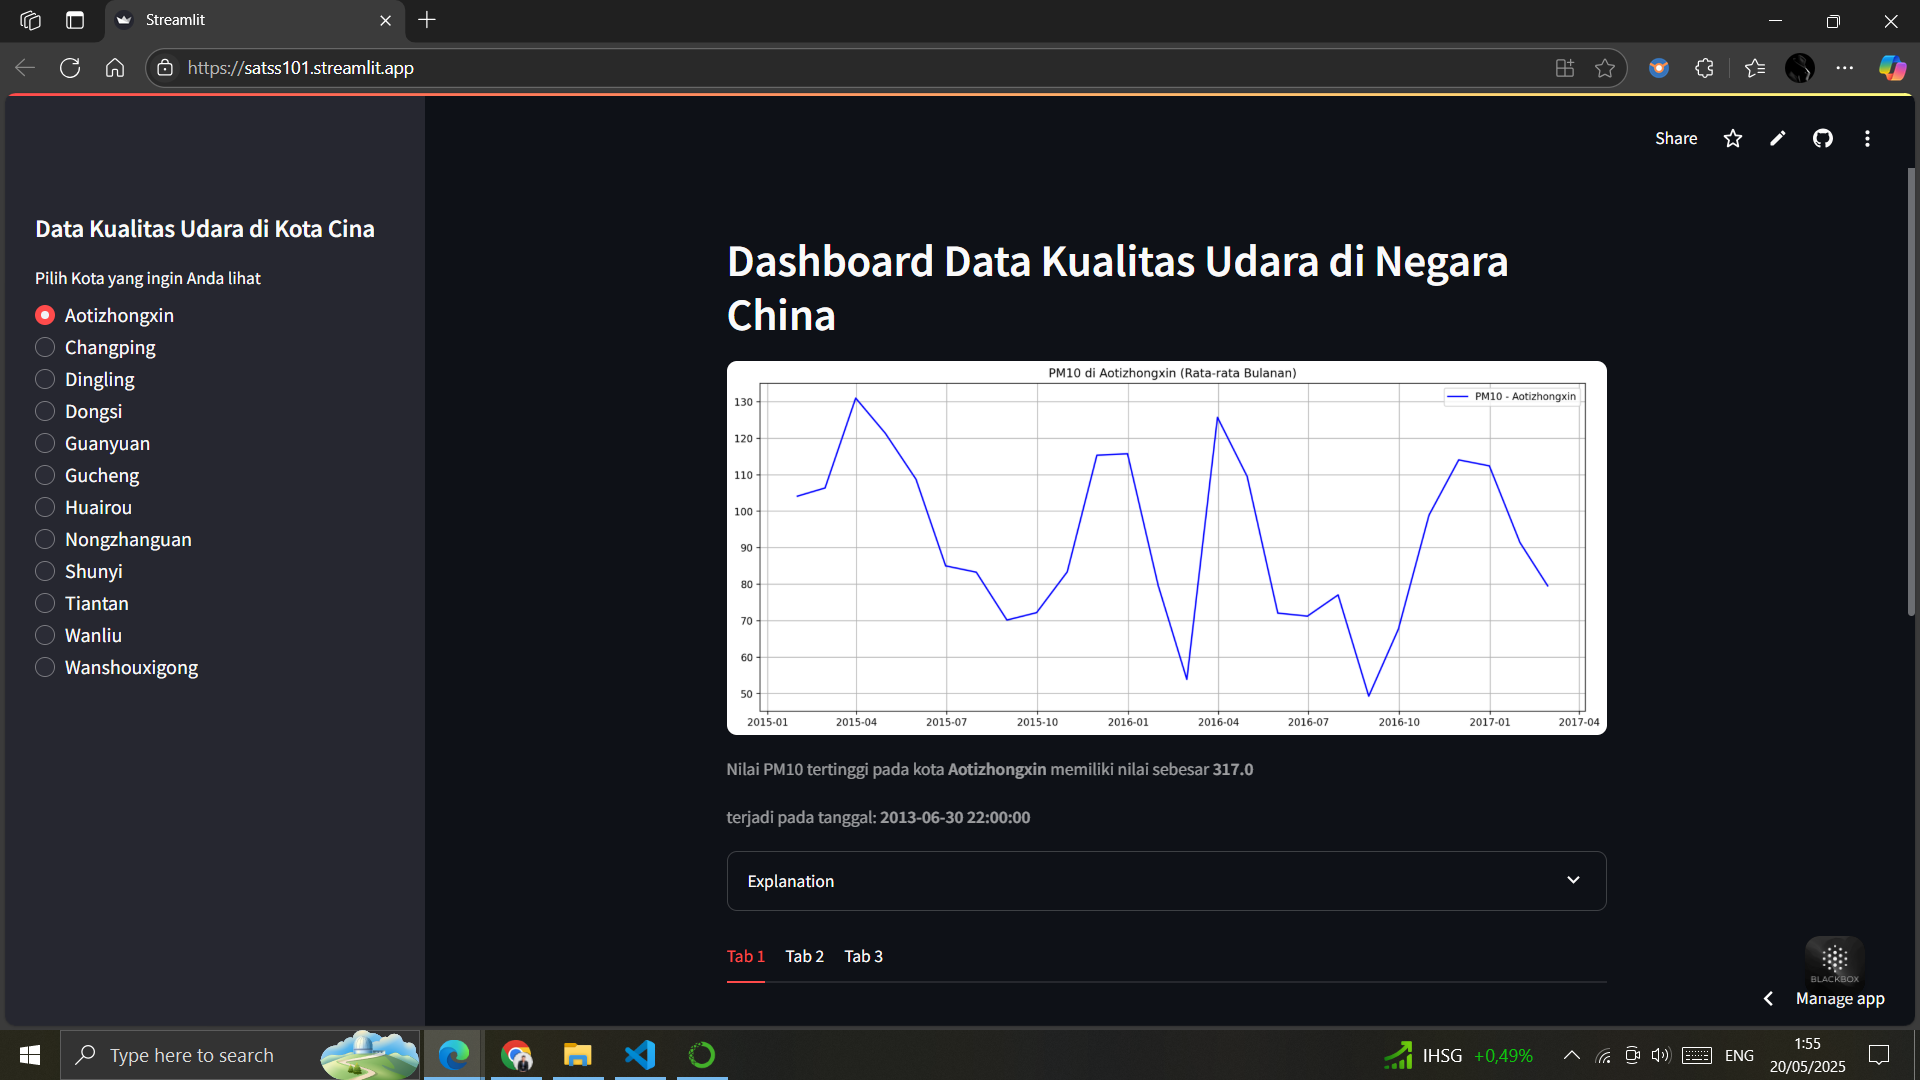 Streamlit
https://satss101.streamlit.app
Share
Data Kualitas Udara di Kota Cina
Pilih Kota yang ingin Anda lihat
Aotizhongxin
Changping
Dingling
Dongsi
Guanyuan
Gucheng
Huairou
Nongzhanguan
Shunyi
Tiantan
Wanliu
Wanshouxigong
Dashboard Data Kualitas Udara di Negara
China
PM10 di Aotizhongxin (Rata-rata Bulanan)
PM10 - Aotizhongxin
130
120
110
100
90
80
70
60
50
2015-01 2015-04 2015-07 2015-10 2016-01 2016-04 2016-07 2016-10 2017-01 2017-04
Nilai PM10 tertinggi pada kota Aotizhongxin memiliki nilai sebesar 317.0
terjadi pada tanggal: 2013-06-30 22:00:00
Explanation
Tab 1 Tab 2 Tab 3
BLACKBOX
Manage app
Type here to search
IHSG +0,49%
ENG
1:55
20/05/2025